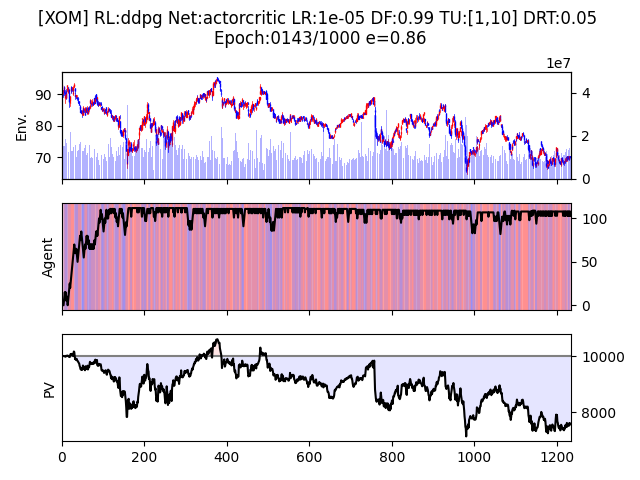 [XOM] RL:ddpg Net:actorcritic LR:1e-05 DF:0.99 TU:[1,10] DRT:0.05
Epoch:0143/1000 e=0.86
1e7
Env.
90
80
70
4
2
0
Agent
100
50
0
PV
10000
8000
0 200 400 600 800 1000 1200